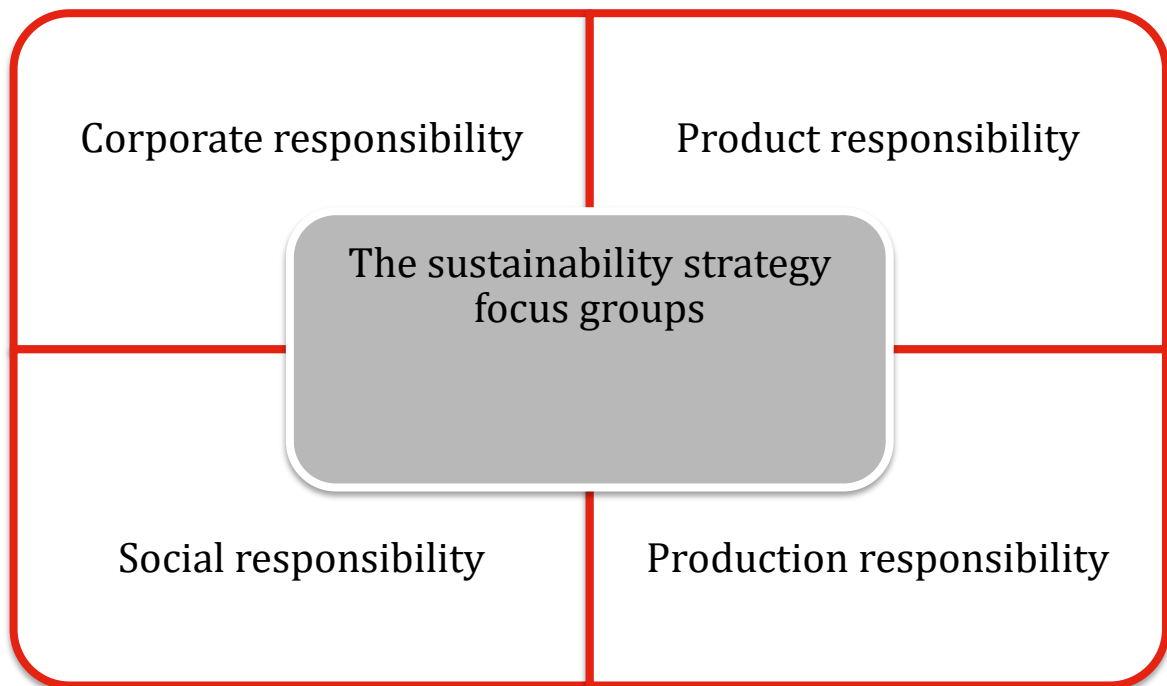 Corporate responsibility
Product responsibility
The sustainability strategy
focus groups
Social responsibility
Production responsibility